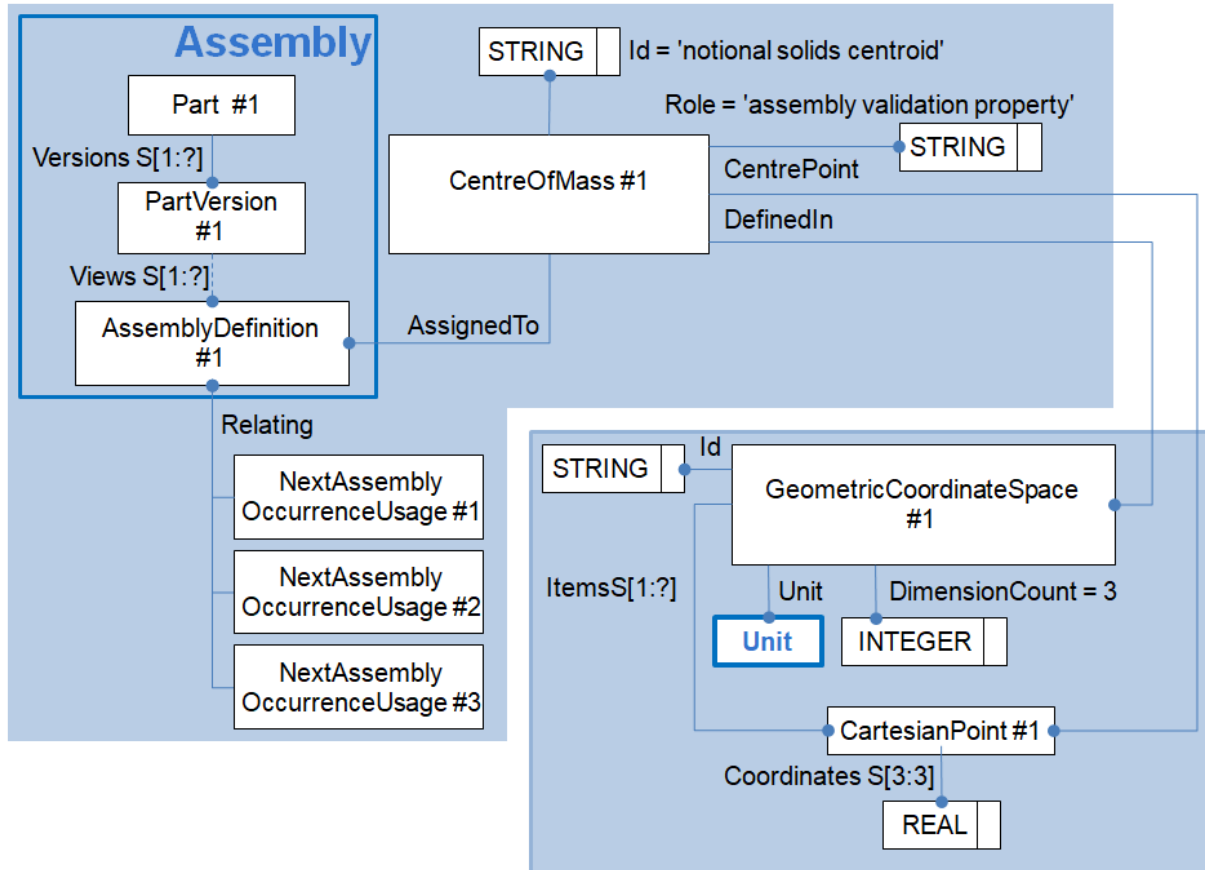 Assembly
Part #1
Versions S[1:?]
PartVersion
#1
Views S[1:?]
AssemblyDefinition
#1
Relating
NextAssembly
OccurrenceUsage #1
NextAssembly
OccurrenceUsage #2
NextAssembly
OccurrenceUsage #3
STRING
Id = 'notional solids centroid'
Role = 'assembly validation property'
STRING
CentreOfMass #1
CentrePoint
DefinedIn
AssignedTo
STRING
Id
GeometricCoordinateSpace
#1
ItemsS[1:?]
Unit
DimensionCount = 3
Unit
INTEGER
CartesianPoint #1
Coordinates S[3:3]
REAL